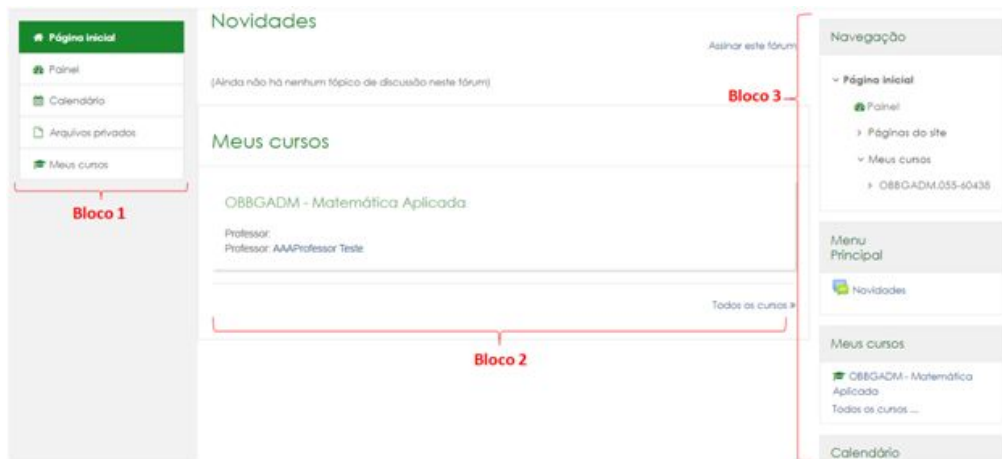 Página inicial
Painel
Calendário
Arquivos privados
Meus cursos
Bloco 1
Novidades
Assinar este fórum
(Ainda não há nenhum tópico de discussão neste fórum)
Meus cursos
OBBGADM - Matemática Aplicada
Professor:
Professor: AAAProfessor Teste
Todos os cursos »
Bloco 2
Bloco 3
Navegação
Página inicial
Painel
Páginas do site
Meus cursos
OBBGADM.055-60438
Menu
Principal
Novidades
Meus cursos
OBBGADM - Matemática
Aplicada
Todos os cursos ...
Calendário